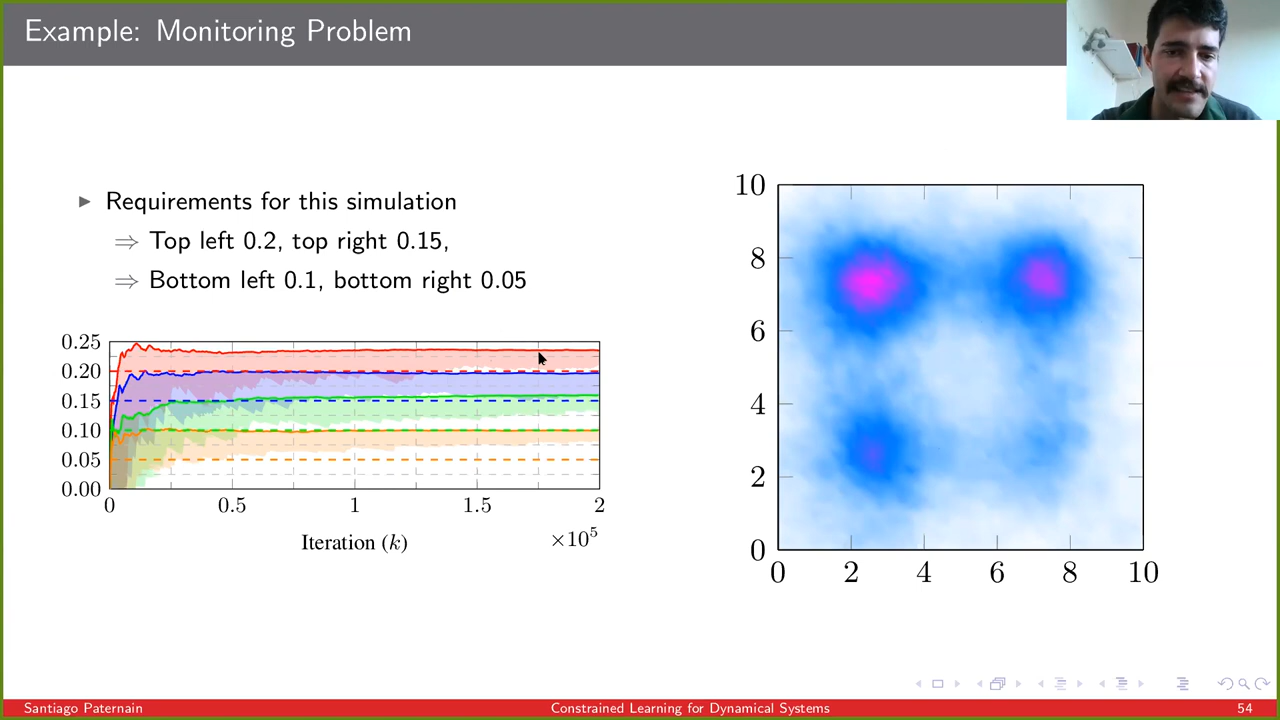 Example: Monitoring Problem
Requirements for this simulation
⇒ Top left 0.2, top right 0.15,
⇒ Bottom left 0.1, bottom right 0.05
0.25
0.20
0.15
0.10
0.05
0.00
0 0.5 1 1.5 2
Iteration (k) ×10⁵
10
8
6
4
2
0
0 2 4 6 8 10
Santiago Paternain Constrained Learning for Dynamical Systems 54